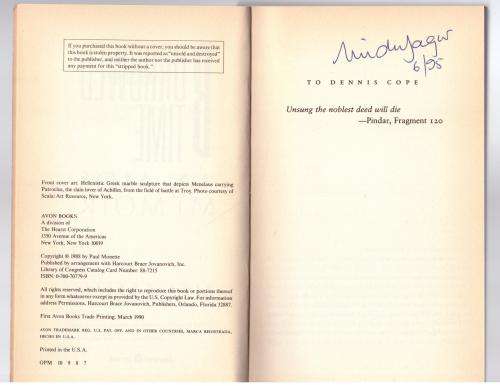 If you purchased this book without a cover, you should be aware that
this book is stolen property. It was reported as "unsold and destroyed"
to the publisher, and neither the author nor the publisher has received
any payment for this "stripped book."
Front cover art: Hellenistic Greek marble sculpture that depicts Menelaus carrying
Patroclus, the slain lover of Achilles, from the field of battle at Troy. Photo courtesy of
Scala/Art Resource, New York.
AVON BOOKS
A division of
The Hearst Corporation
1350 Avenue of the Americas
New York, New York 10019
Copyright © 1988 by Paul Monette
Published by arrangement with Harcourt Brace Jovanovich, Inc.
Library of Congress Catalog Card Number: 88-7215
ISBN: 0-380-70779-9
All rights reserved, which includes the right to reproduce this book or portions thereof
in any form whatsoever except as provided by the U.S. Copyright Law. For information
address Permissions, Harcourt Brace Jovanovich, Publishers, Orlando, Florida 32887.
First Avon Books Trade Printing: March 1990
AVON TRADEMARK REG. U.S. PAT. OFF. AND IN OTHER COUNTRIES, MARCA REGISTRADA,
HECHO EN U.S.A.
Printed in the U.S.A.
OPM 10 9 8 7
6/95
TO DENNIS COPE
Unsung the noblest deed will die
—Pindar, Fragment 120